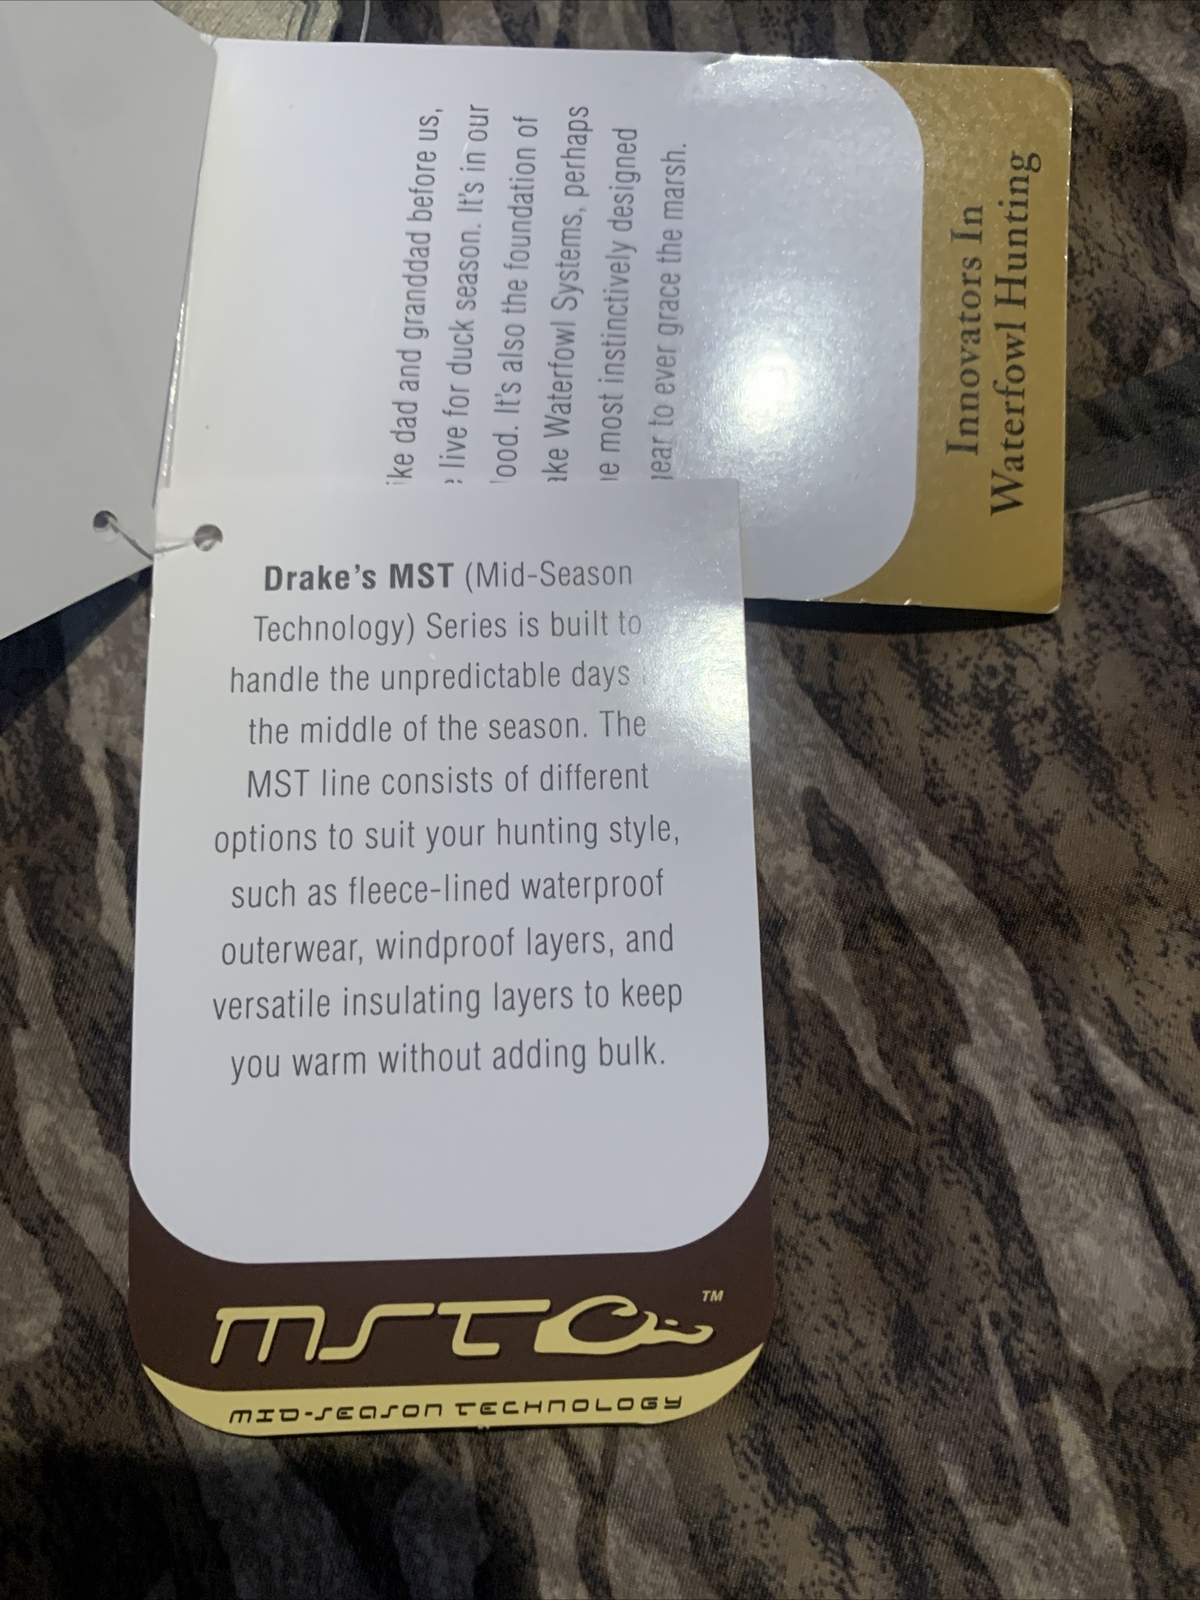 dad and granddad before us,
live for duck season. It's in our
It's also the foundation of
Waterfowl Systems, perhaps
most instinctively designed
to ever grace the marsh.
Innovators In
Waterfowl Hunting
Drake's MST (Mid-Season
Technology) Series is built to
handle the unpredictable days
the middle of the season. The
MST line consists of different
options to suit your hunting style,
such as fleece-lined waterproof
outerwear, windproof layers, and
versatile insulating layers to keep
you warm without adding bulk.
MST TM
MID-SEASON TECHNOLOGY